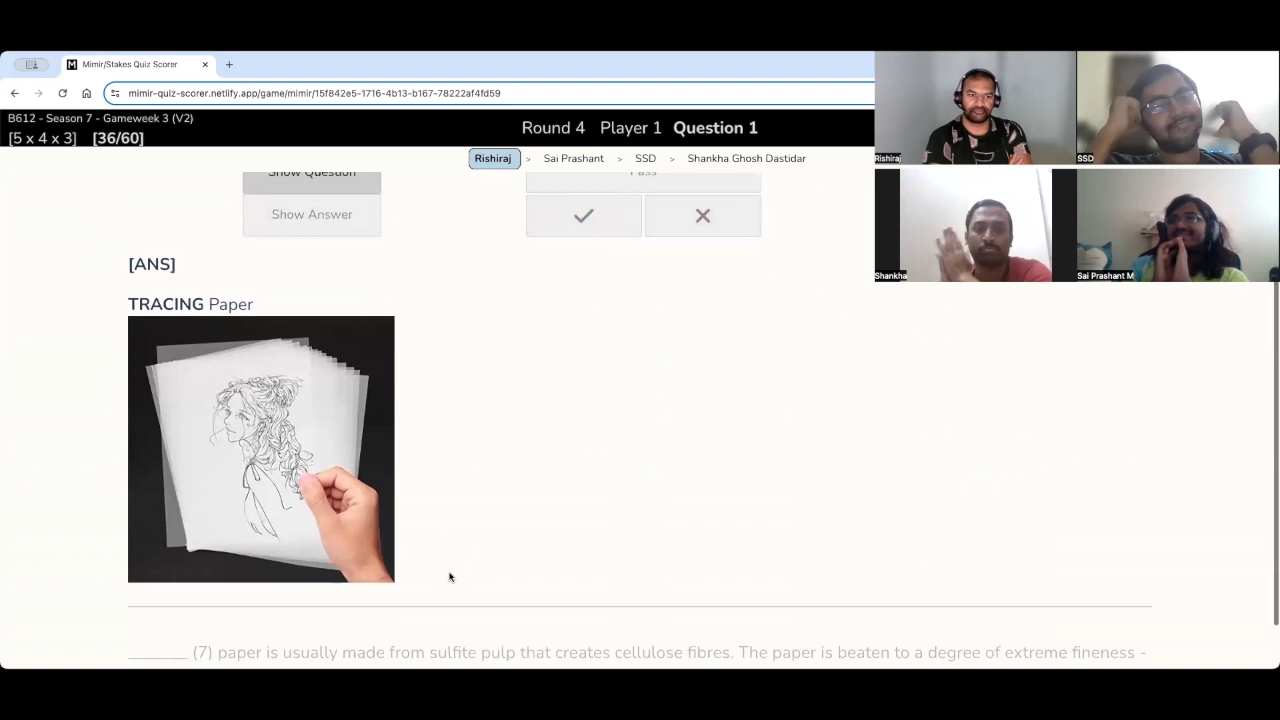 Mimir/Stakes Quiz Scorer
mimir-quiz-scorer.netlify.app/game/mimir/15f842e5-1716-4b13-b167-78222af4fd59
B612 - Season 7 - Gameweek 3 (V2)
[5 x 4 x 3] [36/60]
Round 4 Player 1 Question 1
Rishiraj > Sai Prashant > SSD > Shankha Ghosh Dastidar
Show Question
Pass
Show Answer
[ANS]
TRACING Paper
_______ (7) paper is usually made from sulfite pulp that creates cellulose fibres. The paper is beaten to a degree of extreme fineness -
Rishiraj
SSD
Shankha
Sai Prashant M